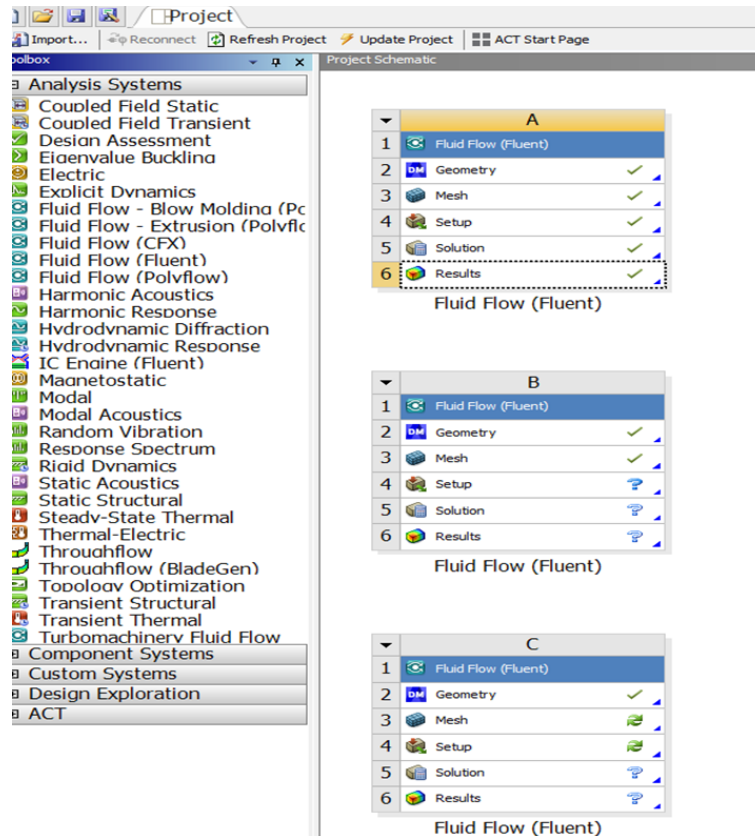 Project
Import... Reconnect Refresh Project Update Project ACT Start Page
oolbox
Project Schematic
Analysis Systems
Coupled Field Static
Coupled Field Transient
Design Assessment
Eigenvalue Buckling
Electric
Explicit Dynamics
Fluid Flow - Blow Molding (Pc
Fluid Flow - Extrusion (Polyflc
Fluid Flow (CFX)
Fluid Flow (Fluent)
Fluid Flow (Polyflow)
Harmonic Acoustics
Harmonic Response
Hydrodynamic Diffraction
Hydrodynamic Response
IC Engine (Fluent)
Magnetostatic
Modal
Modal Acoustics
Random Vibration
Response Spectrum
Rigid Dynamics
Static Acoustics
Static Structural
Steady-State Thermal
Thermal-Electric
Throughflow
Throughflow (BladeGen)
Topology Optimization
Transient Structural
Transient Thermal
Turbomachinery Fluid Flow
Component Systems
Custom Systems
Design Exploration
ACT
A
1 Fluid Flow (Fluent)
2 DM Geometry
3 Mesh
4 Setup
5 Solution
6 Results
Fluid Flow (Fluent)
B
1 Fluid Flow (Fluent)
2 DM Geometry
3 Mesh
4 Setup ?
5 Solution ?
6 Results ?
Fluid Flow (Fluent)
C
1 Fluid Flow (Fluent)
2 DM Geometry
3 Mesh
4 Setup
5 Solution ?
6 Results ?
Fluid Flow (Fluent)